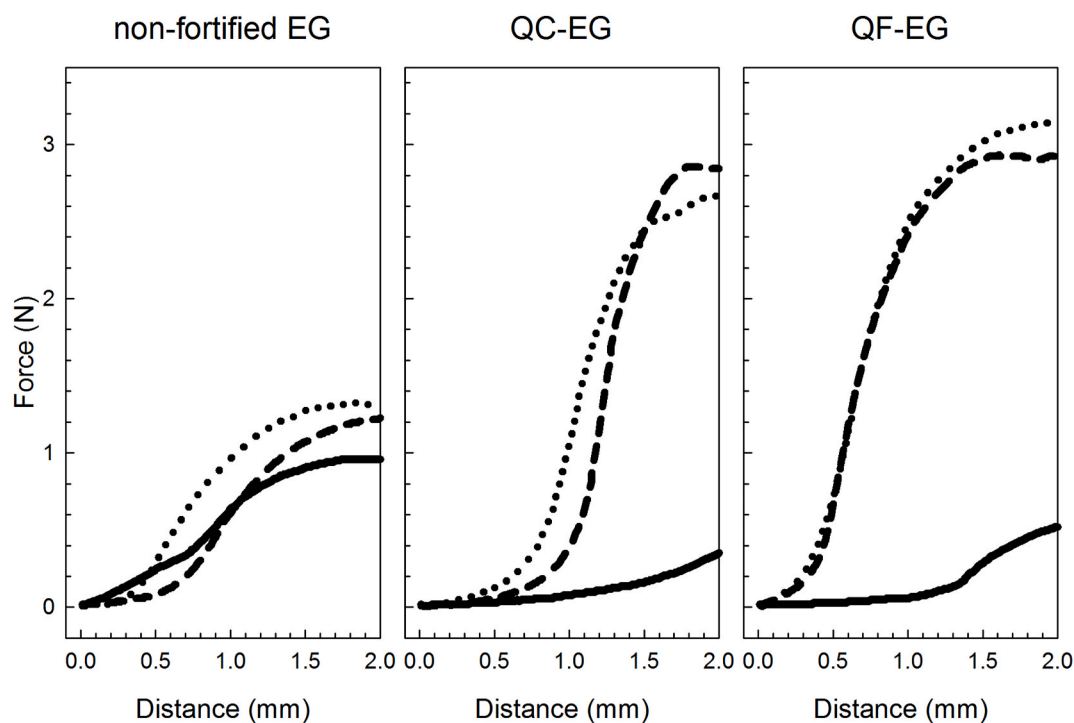 non-fortified EG QC-EG QF-EG
3
2
1
0
Force (N)
0.0 0.5 1.0 1.5 2.0 0.0 0.5 1.0 1.5 2.0 0.0 0.5 1.0 1.5 2.0
Distance (mm) Distance (mm) Distance (mm)